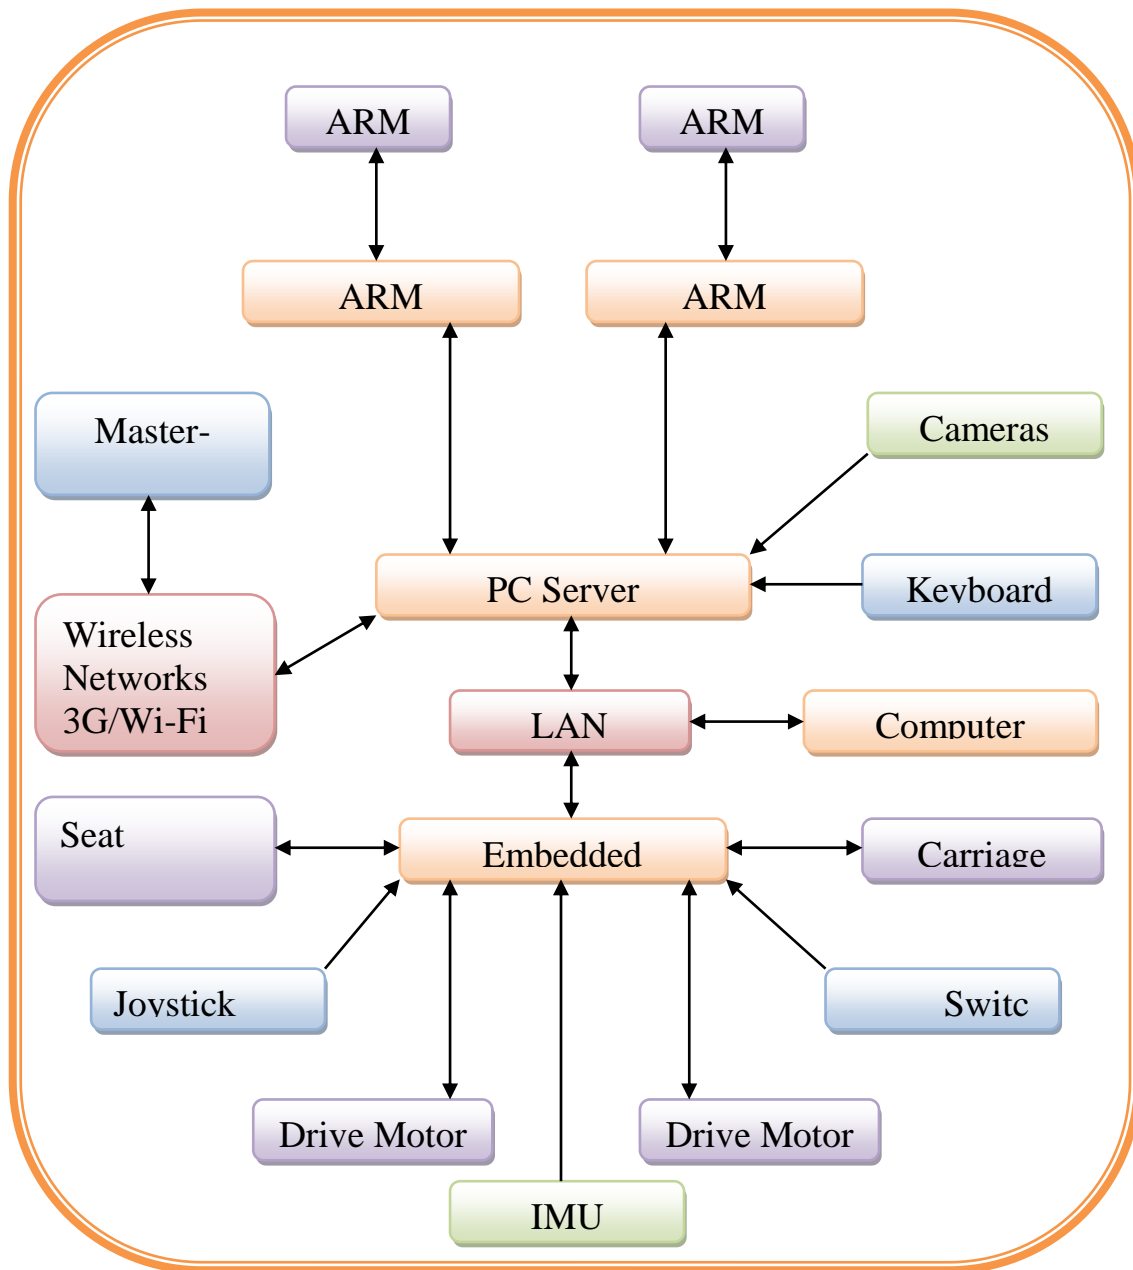 ARM
ARM
ARM
ARM
Master-
Cameras
PC Server
Keyboard
Wireless
Networks
3G/Wi-Fi
LAN
Computer
Seat
Embedded
Carriage
Joystick
Switc
Drive Motor
Drive Motor
IMU